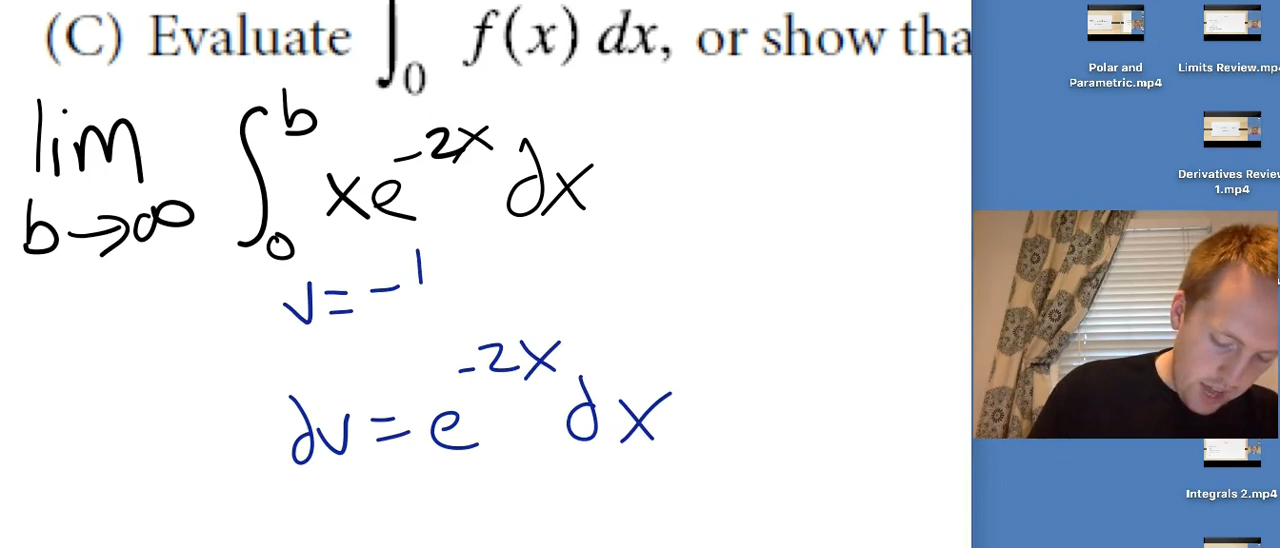 (C) Evaluate ∫₀ f(x) dx, or show tha
lim b→∞ ∫₀ᵇ xe⁻²ˣ dx
v = -1
dv = e⁻²ˣ dx
Polar and
Parametric.mp4
Limits Review.mp4
Derivatives Review
1.mp4
Integrals 2.mp4